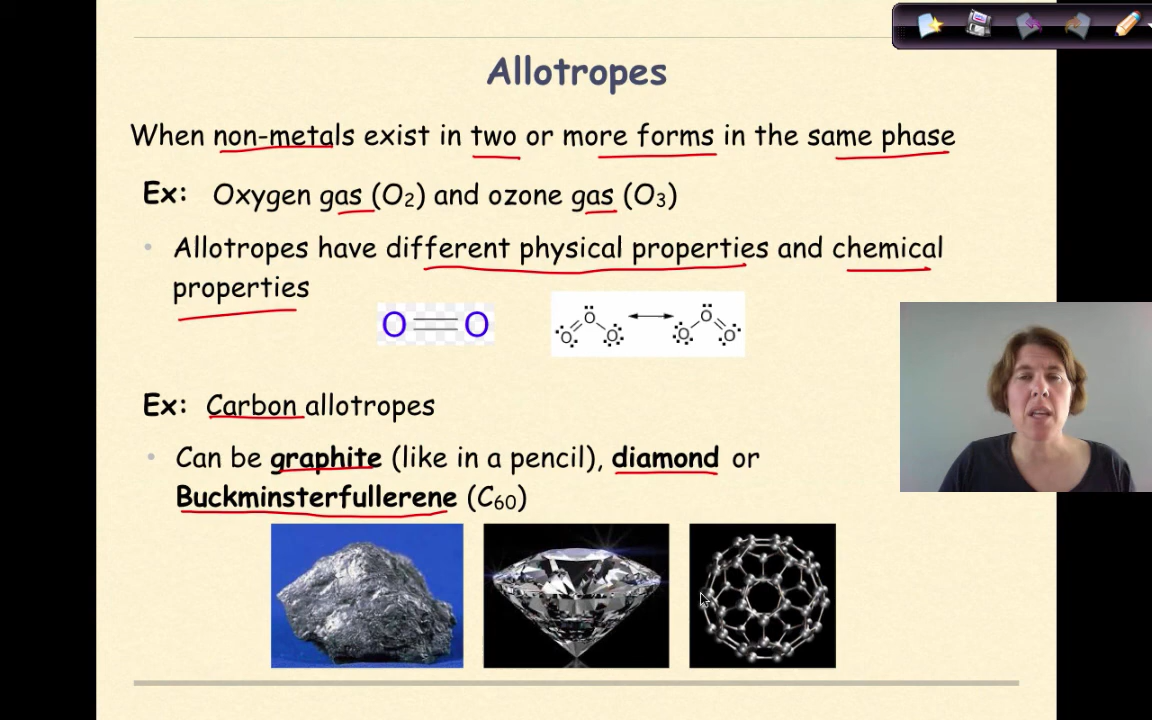 Allotropes
When non-metals exist in two or more forms in the same phase
Ex: Oxygen gas (O₂) and ozone gas (O₃)
• Allotropes have different physical properties and chemical
properties
O=O
O O O ↔ O O O
Ex: Carbon allotropes
• Can be graphite (like in a pencil), diamond or
Buckminsterfullerene (C₆₀)